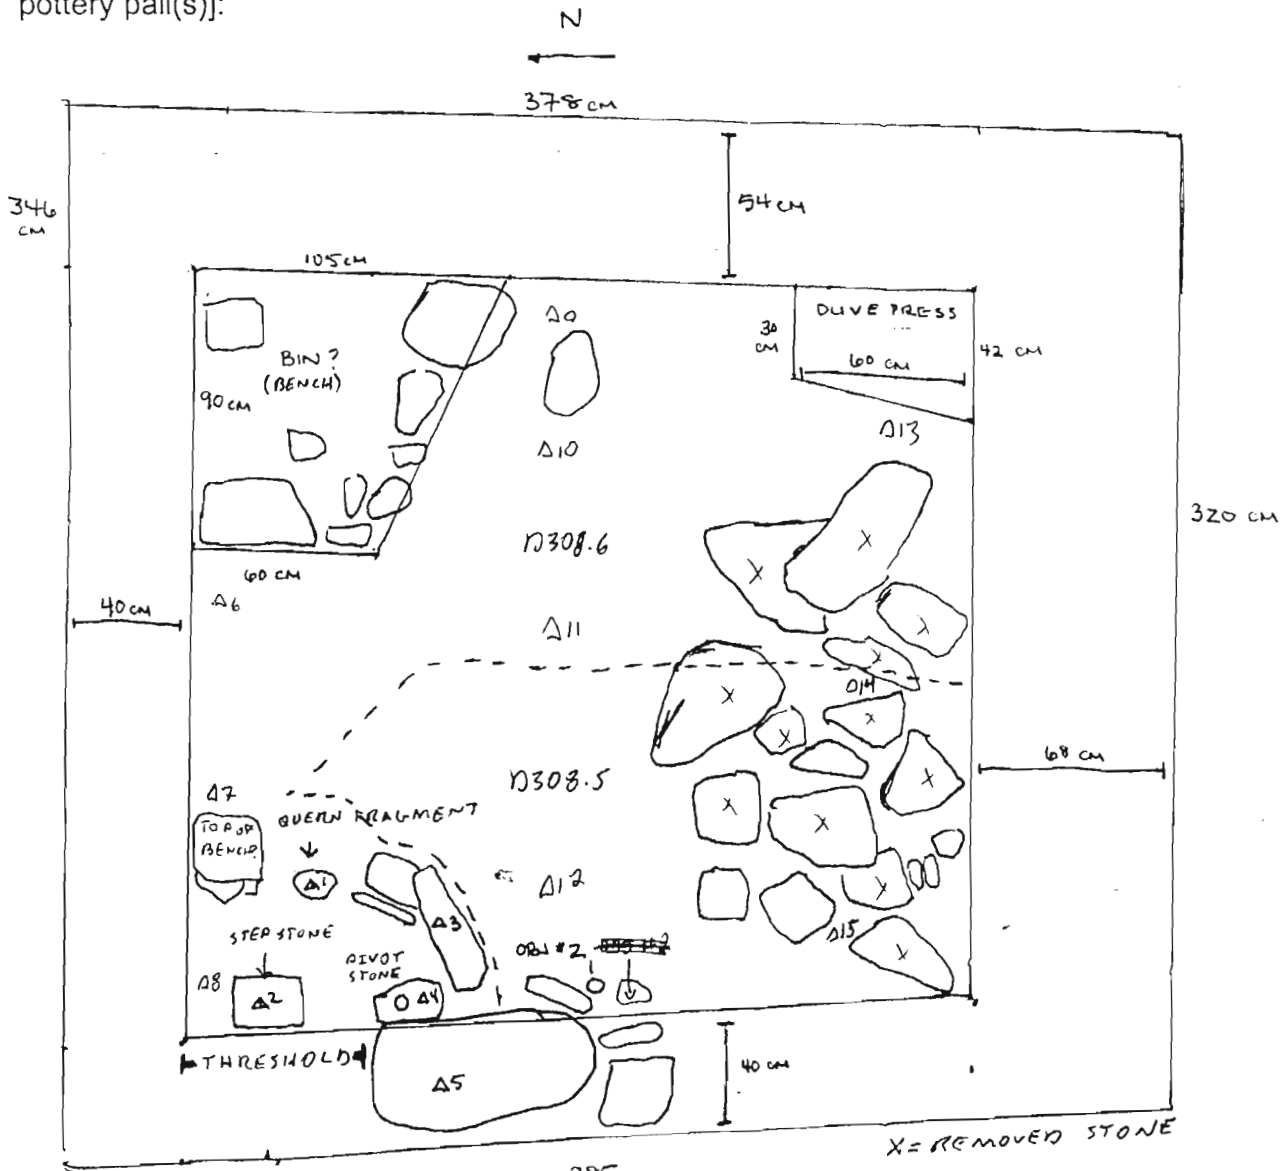 pottery pail(s)]:
N
378 CM
346
CM
54 CM
105 CM
Δ9
OLIVE PRESS
30
CM
60 CM
42 CM
BIN?
(BENCH)
90 CM
Δ13
Δ10
D308.6
320 CM
60 CM
Δ6
40 CM
Δ11
Δ14
D308.5
68 CM
Δ7
QUERN FRAGMENT
TOP OF
BENCH?
Δ1
Δ12
Δ3
STEP STONE
PIVOT
STONE
OBJ #2
Δ15
Δ8
Δ2
Δ4
THRESHOLD
Δ5
40 CM
X = REMOVED STONE